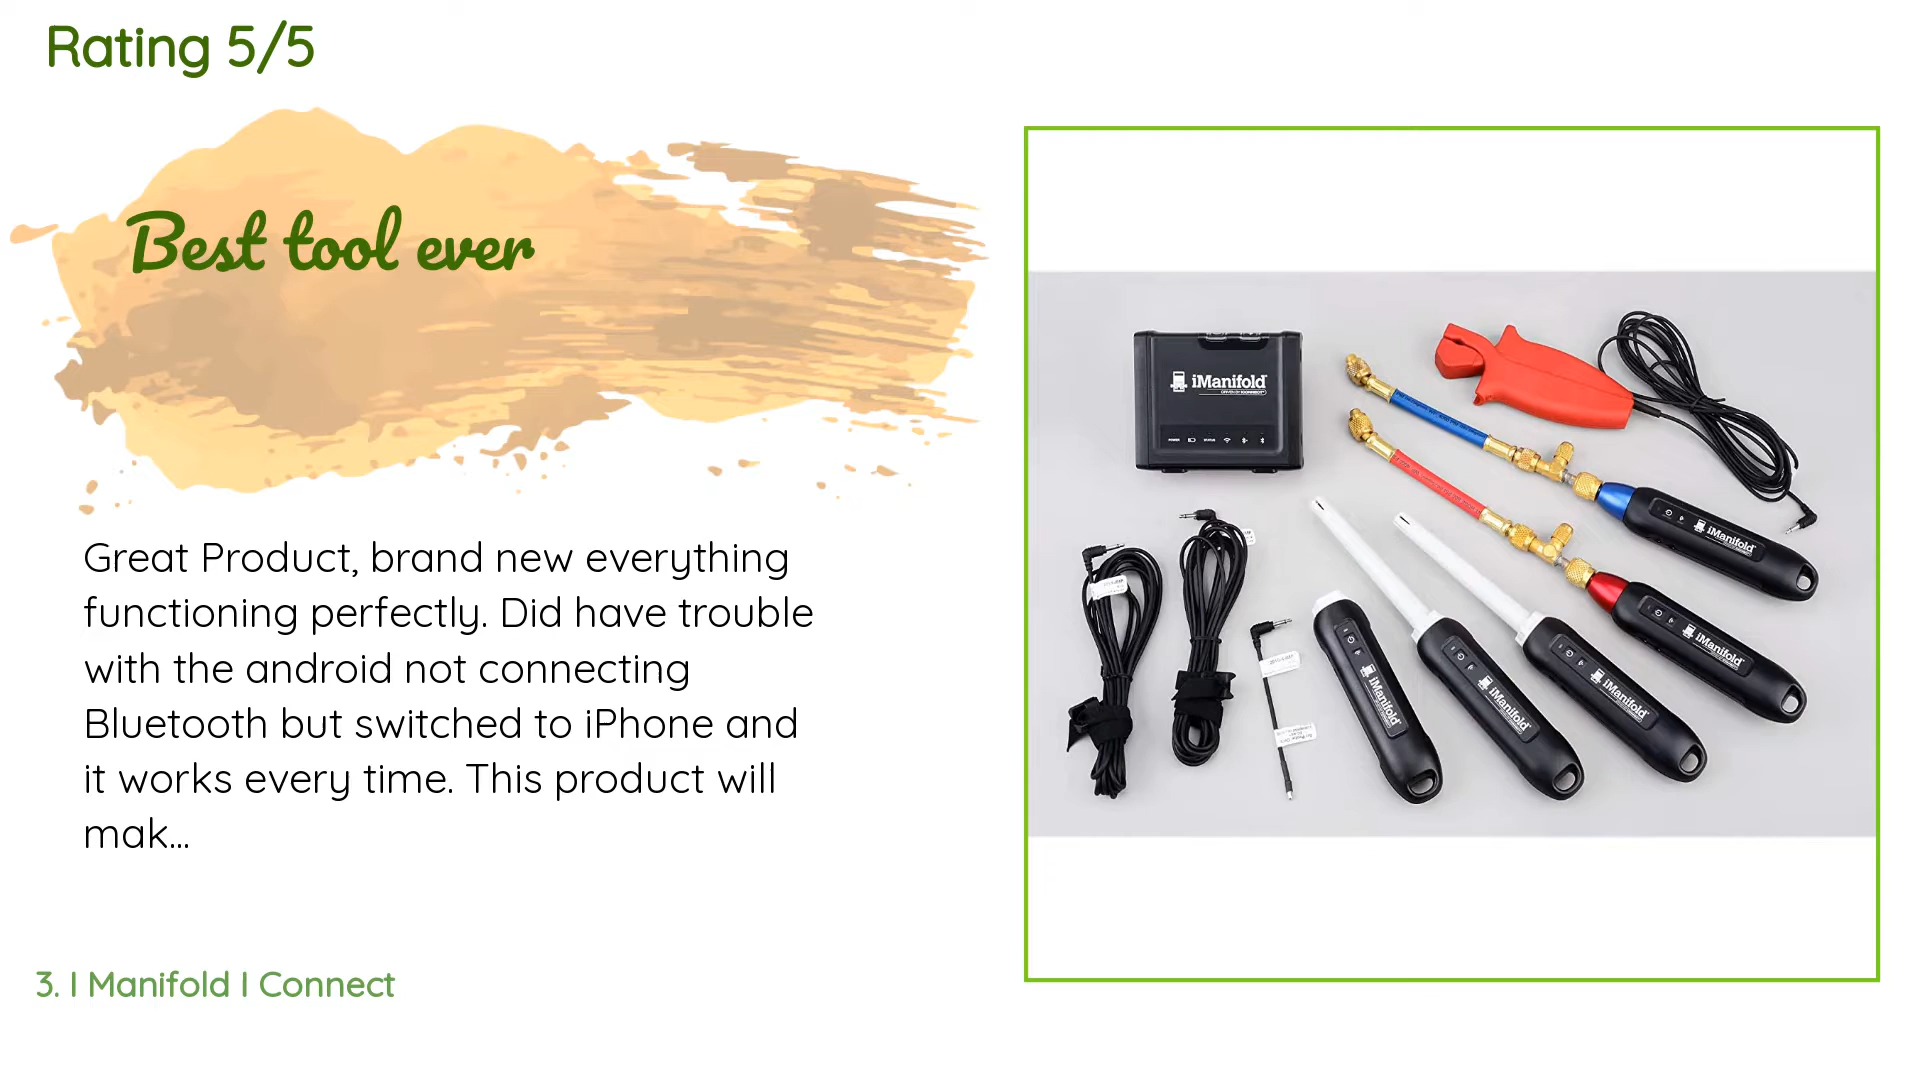 Rating 5/5
Best tool ever
Great Product, brand new everything
functioning perfectly. Did have trouble
with the android not connecting
Bluetooth but switched to iPhone and
it works every time. This product will
mak...
3. I Manifold I Connect
iManifold
POWER
STATUS
iManifold
iManifold
iManifold
iManifold
iManifold